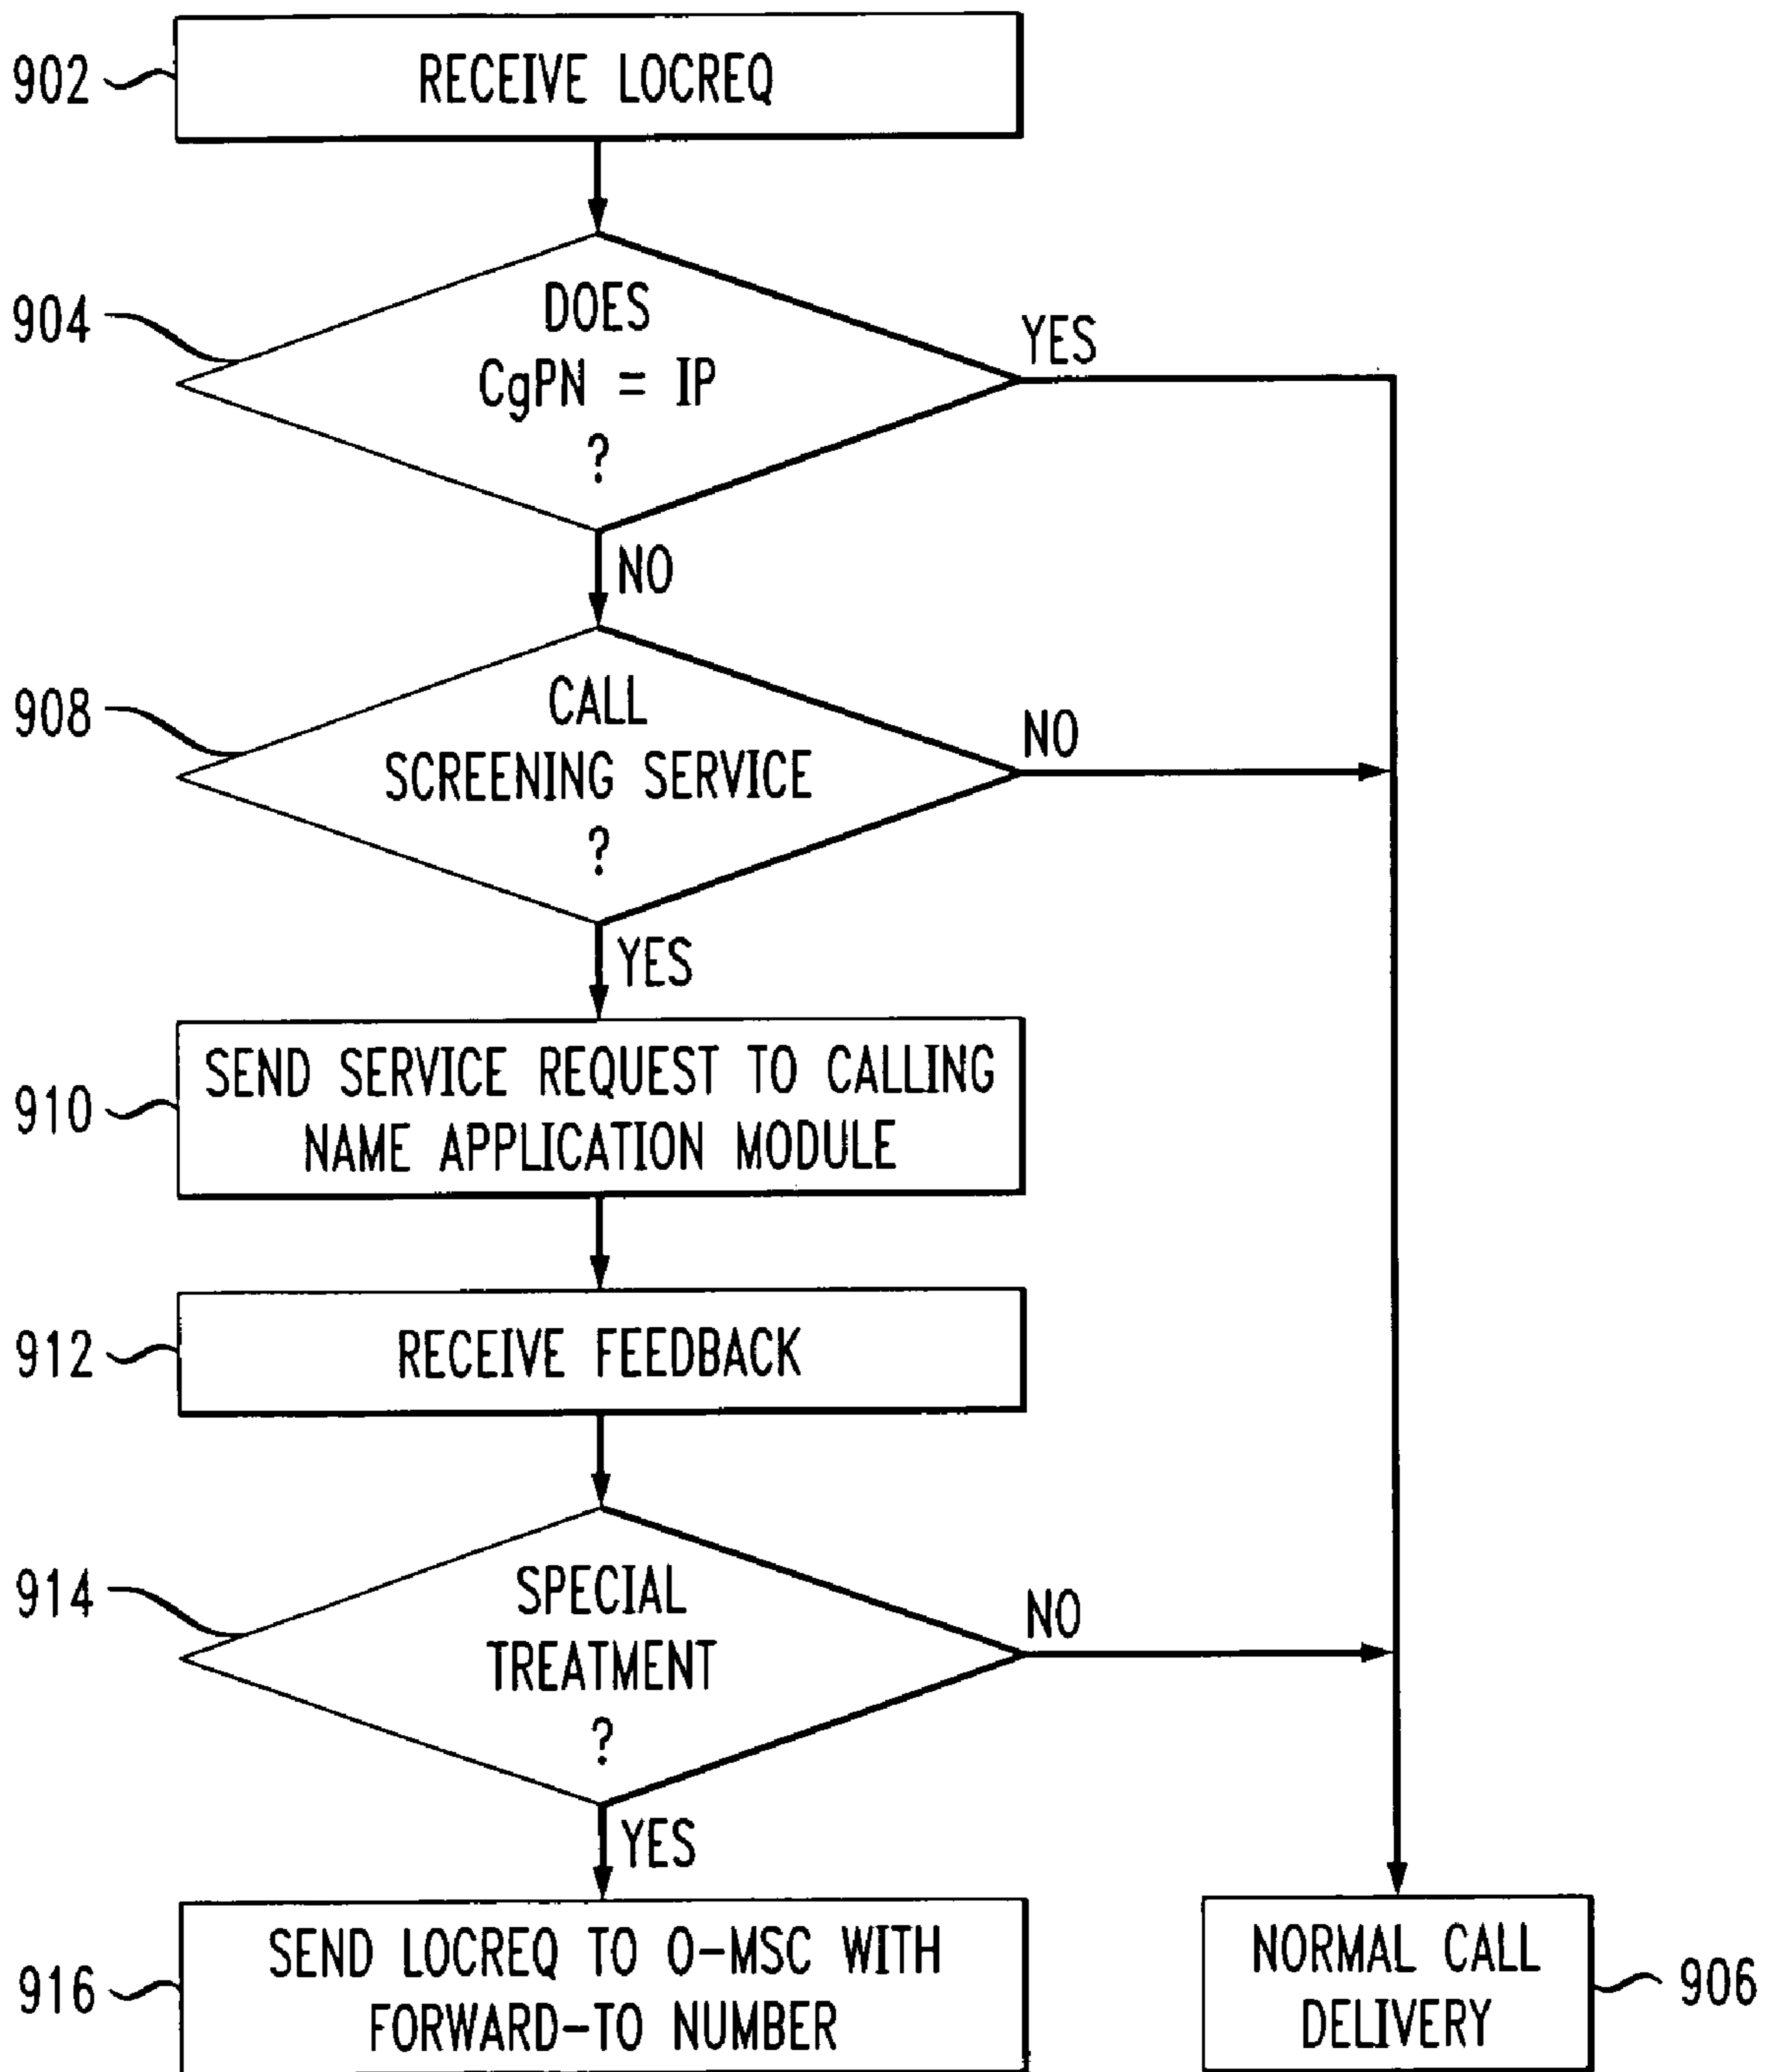 902
RECEIVE LOCREQ
904
DOES
CgPN = IP
?
YES
NO
908
CALL
SCREENING SERVICE
?
NO
YES
910
SEND SERVICE REQUEST TO CALLING
NAME APPLICATION MODULE
912
RECEIVE FEEDBACK
914
SPECIAL
TREATMENT
?
NO
YES
916
SEND LOCREQ TO O-MSC WITH
FORWARD-TO NUMBER
NORMAL CALL
DELIVERY
906